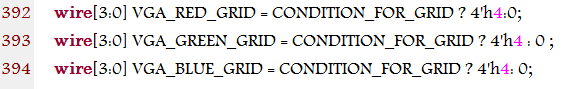 392 wire[3:0] VGA_RED_GRID = CONDITION_FOR_GRID ? 4'h4:0;
393 wire[3:0] VGA_GREEN_GRID = CONDITION_FOR_GRID ? 4'h4 : 0 ;
394 wire[3:0] VGA_BLUE_GRID = CONDITION_FOR_GRID ? 4'h4: 0;